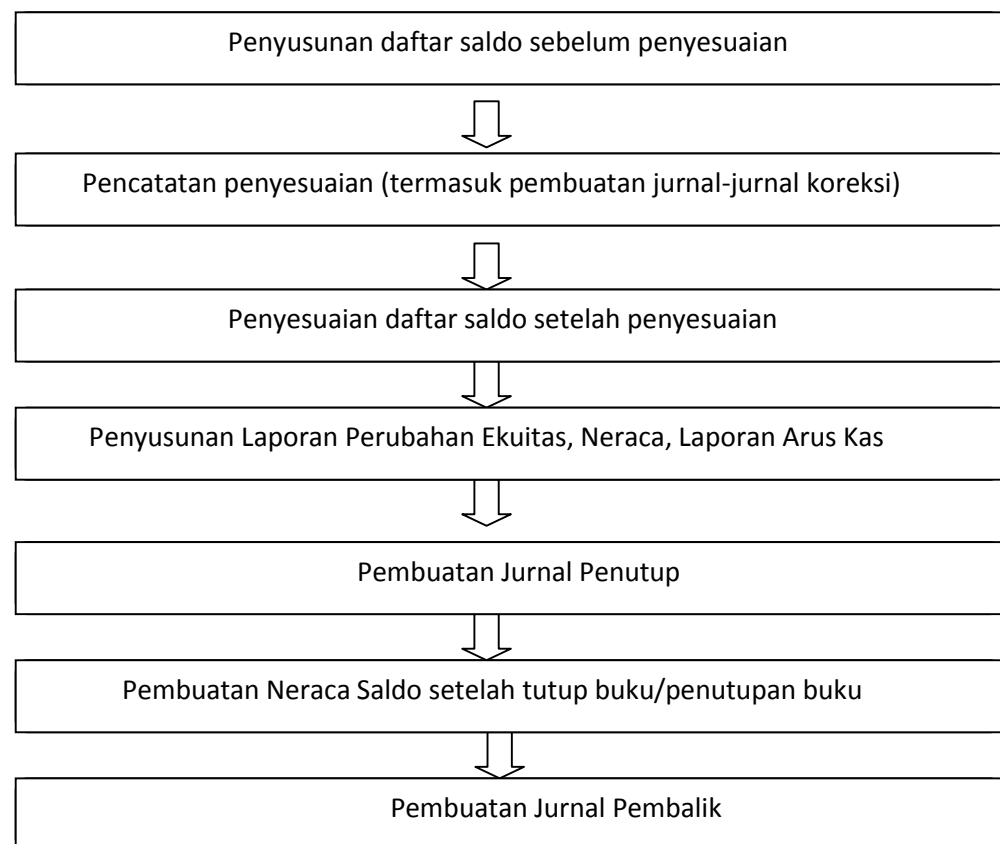 Penyusunan daftar saldo sebelum penyesuaian
Pencatatan penyesuaian (termasuk pembuatan jurnal-jurnal koreksi)
Penyesuaian daftar saldo setelah penyesuaian
Penyusunan Laporan Perubahan Ekuitas, Neraca, Laporan Arus Kas
Pembuatan Jurnal Penutup
Pembuatan Neraca Saldo setelah tutup buku/penutupan buku
Pembuatan Jurnal Pembalik